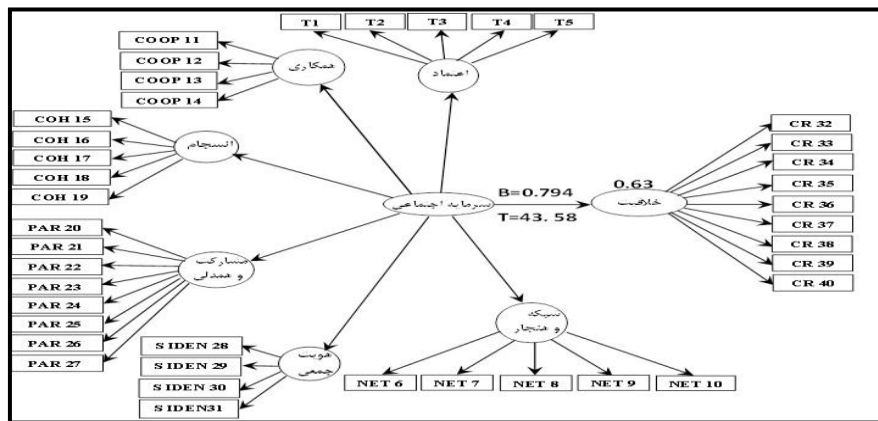 T1 T2 T3 T4 T5
COOP 11
COOP 12
COOP 13
COOP 14
همکاری
اعتماد
COH 15
COH 16
COH 17
COH 18
COH 19
انسجام
CR 32
CR 33
CR 34
CR 35
CR 36
CR 37
CR 38
CR 39
CR 40
B=0.794
T=43. 58
0.63
سرمایه اجتماعی
خلاقیت
PAR 20
PAR 21
PAR 22
PAR 23
PAR 24
PAR 25
PAR 26
PAR 27
مشارکت
و همدلی
شبکه
و هنجار
SIDEN 28
SIDEN 29
SIDEN 30
SIDEN31
هویت
جمعی
NET 6 NET 7 NET 8 NET 9 NET 10